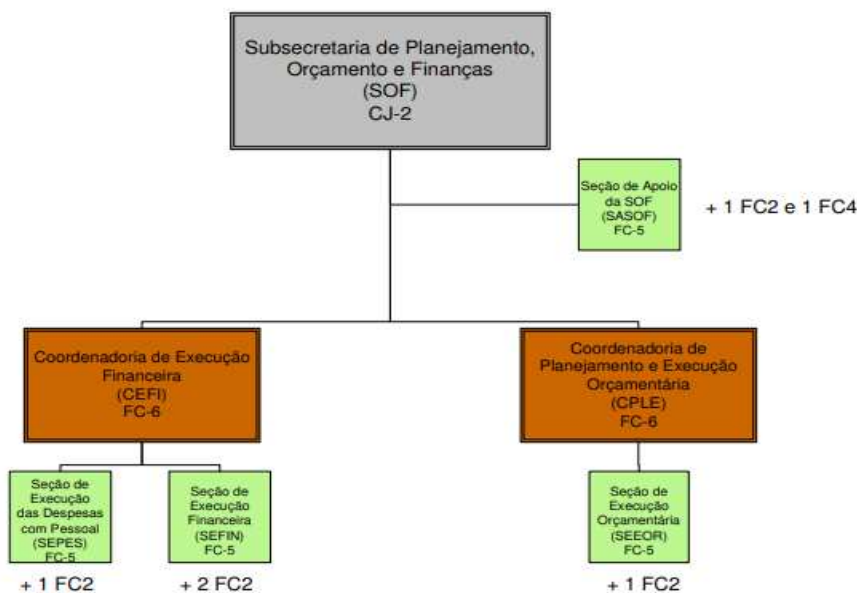 Subsecretaria de Planejamento,
Orçamento e Finanças
(SOF)
CJ-2
Seção de Apoio
da SOF
(SASOF)
FC-5
+ 1 FC2 e 1 FC4
Coordenadoria de Execução
Financeira
(CEFI)
FC-6
Coordenadoria de
Planejamento e Execução
Orçamentária
(CPLE)
FC-6
Seção de
Execução
das Despesas
com Pessoal
(SEPES)
FC-5
+ 1 FC2
Seção de
Execução
Financeira
(SEFIN)
FC-5
+ 2 FC2
Seção de
Execução
Orçamentária
(SEEOR)
FC-5
+ 1 FC2